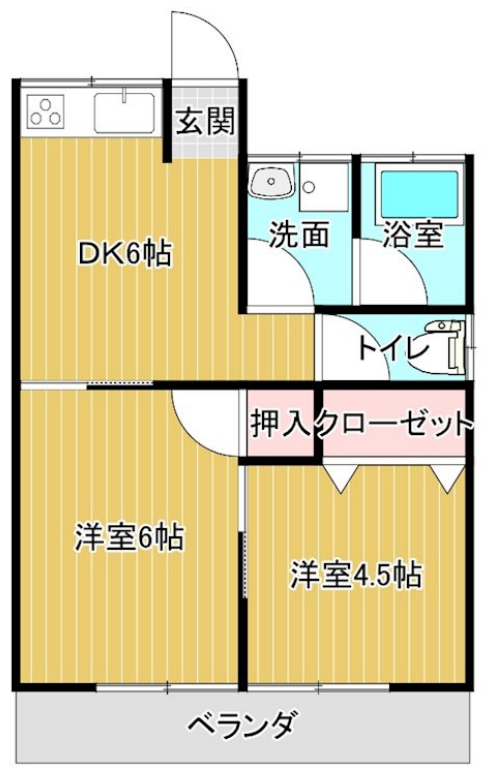 玄関
洗面
浴室
DK6帖
トイレ
押入
クローゼット
洋室6帖
洋室4.5帖
ベランダ